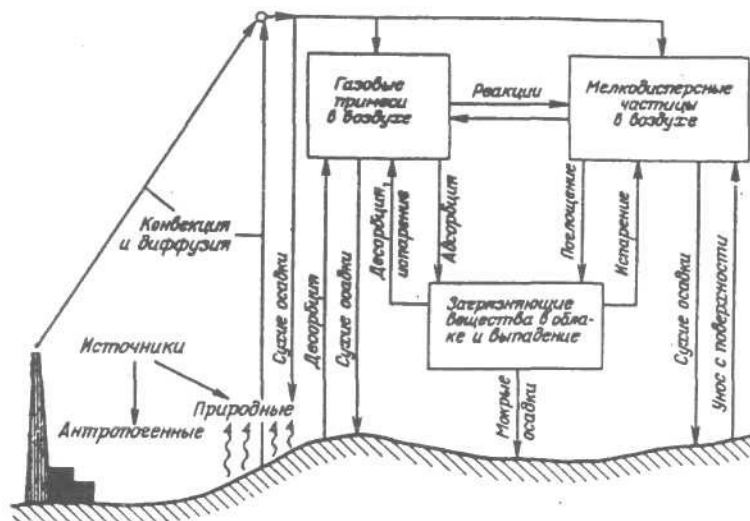 Газовые
примеси
в воздухе
Реакции
Мелкодисперсные
частицы
в воздухе
Конвекция
и диффузия
Сухие осадки
Десорбция
Сухие осадки
Десорбция,
испарение
Адсорбция
Поглощение
Испарение
Сухие осадки
Унос с поверхности
Загрязняющие
вещества в обла-
ке и выпадение
Мокрые
осадки
Источники
Природные
Антропогенные